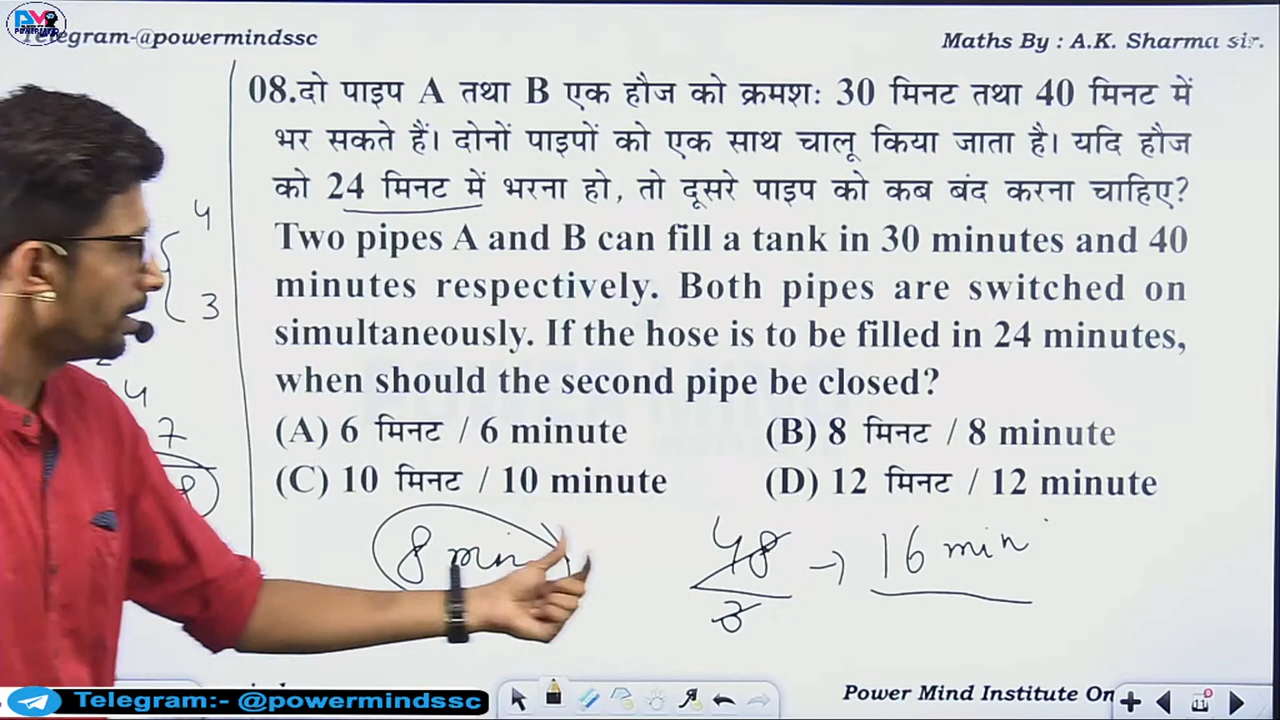 Telegram-@powermindssc
Maths By : A.K. Sharma sir.
08.दो पाइप A तथा B एक हौज को क्रमशः 30 मिनट तथा 40 मिनट में
भर सकते हैं। दोनों पाइपों को एक साथ चालू किया जाता है। यदि हौज
को 24 मिनट में भरना हो, तो दूसरे पाइप को कब बंद करना चाहिए?
Two pipes A and B can fill a tank in 30 minutes and 40
minutes respectively. Both pipes are switched on
simultaneously. If the hose is to be filled in 24 minutes,
when should the second pipe be closed?
(A) 6 मिनट / 6 minute
(B) 8 मिनट / 8 minute
(C) 10 मिनट / 10 minute
(D) 12 मिनट / 12 minute
4
3
4
7
8 min
48
3
→ 16 min
Telegram:- @powermindssc
Power Mind Institute On
11